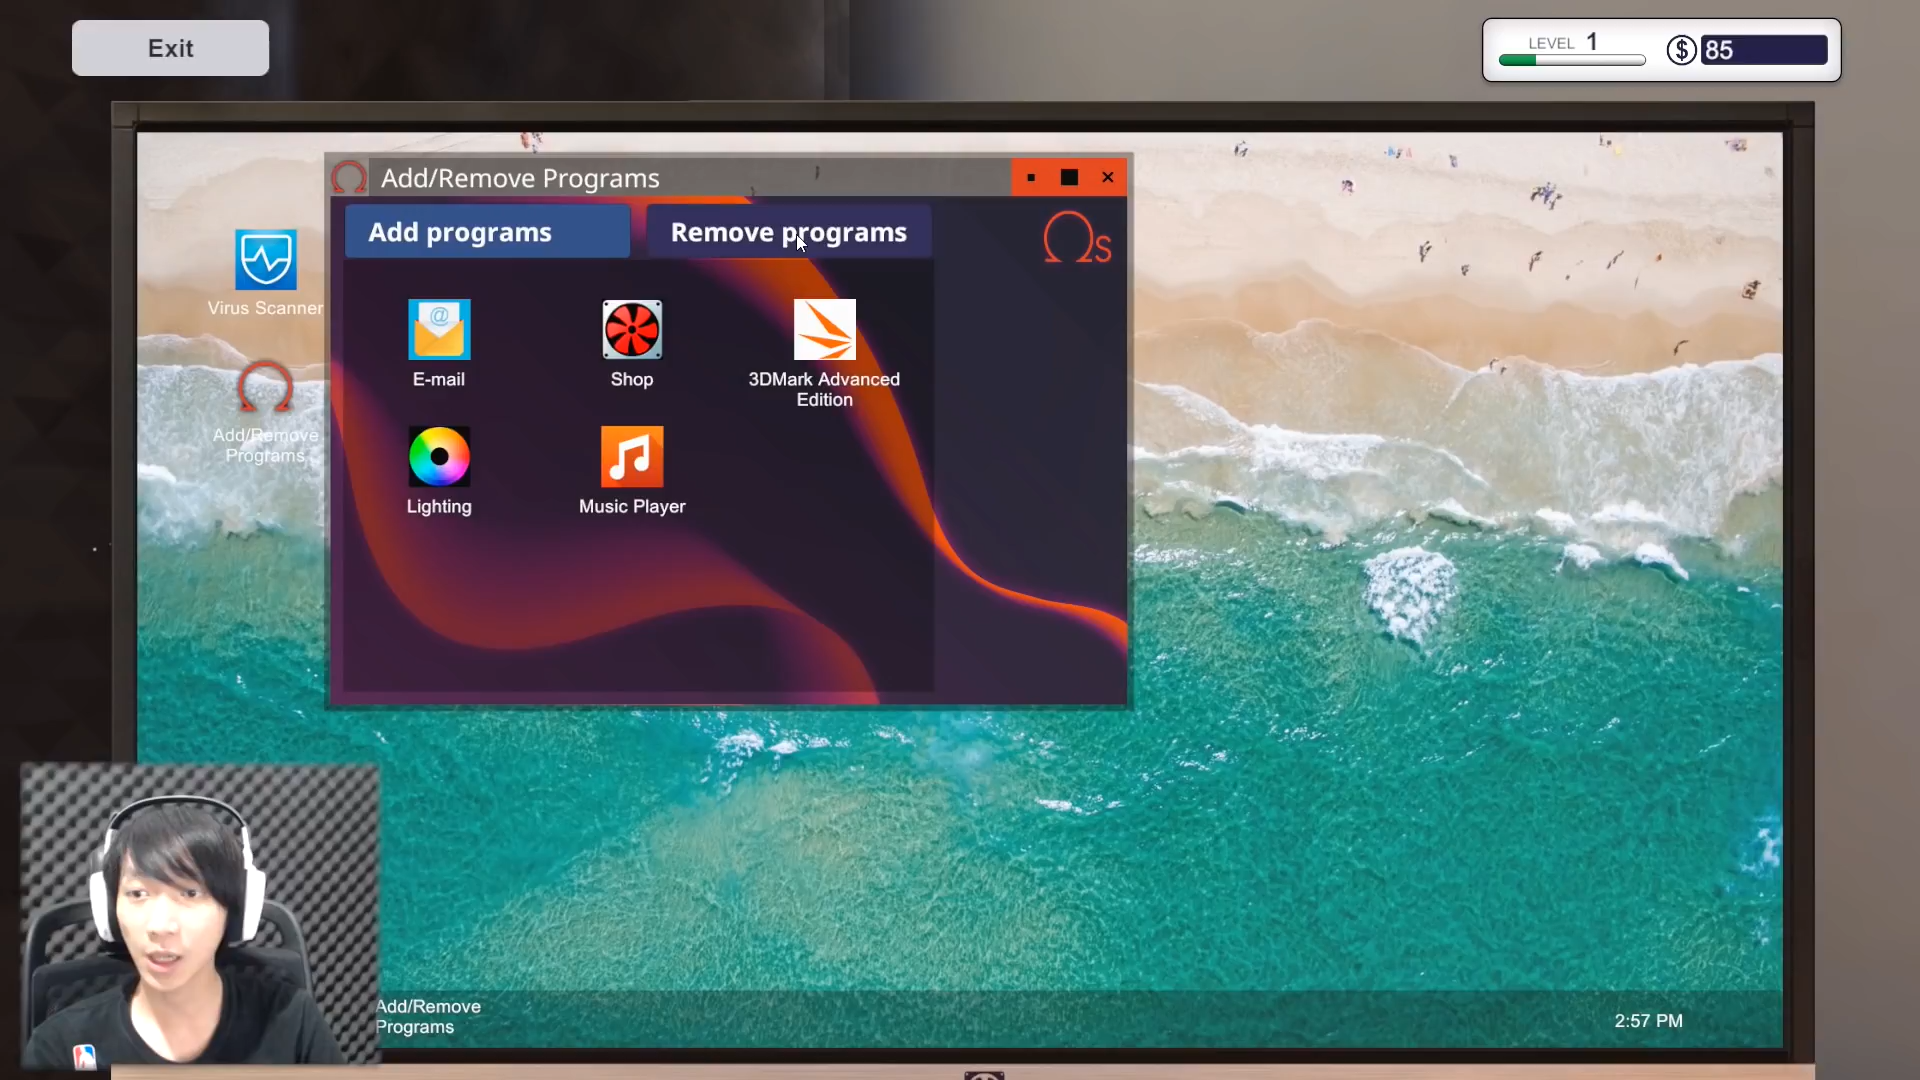 Exit
LEVEL 1
$ 85
Add/Remove Programs
Add programs
Remove programs
Ωs
Virus Scanner
E-mail
Shop
3DMark Advanced
Edition
Add/Remove
Programs
Lighting
Music Player
Add/Remove
Programs
2:57 PM